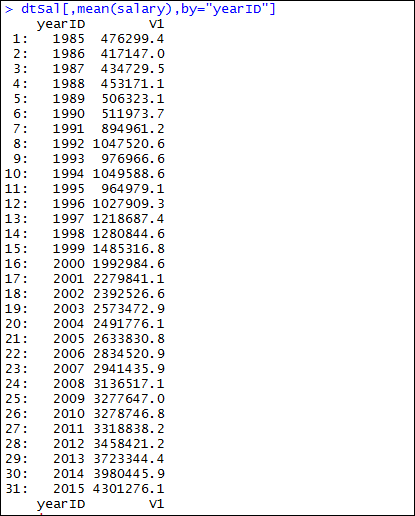 > dtSal[,mean(salary),by="yearID"]
yearID V1
1: 1985 476299.4
2: 1986 417147.0
3: 1987 434729.5
4: 1988 453171.1
5: 1989 506323.1
6: 1990 511973.7
7: 1991 894961.2
8: 1992 1047520.6
9: 1993 976966.6
10: 1994 1049588.6
11: 1995 964979.1
12: 1996 1027909.3
13: 1997 1218687.4
14: 1998 1280844.6
15: 1999 1485316.8
16: 2000 1992984.6
17: 2001 2279841.1
18: 2002 2392526.6
19: 2003 2573472.9
20: 2004 2491776.1
21: 2005 2633830.8
22: 2006 2834520.9
23: 2007 2941435.9
24: 2008 3136517.1
25: 2009 3277647.0
26: 2010 3278746.8
27: 2011 3318838.2
28: 2012 3458421.2
29: 2013 3723344.4
30: 2014 3980445.9
31: 2015 4301276.1
yearID V1